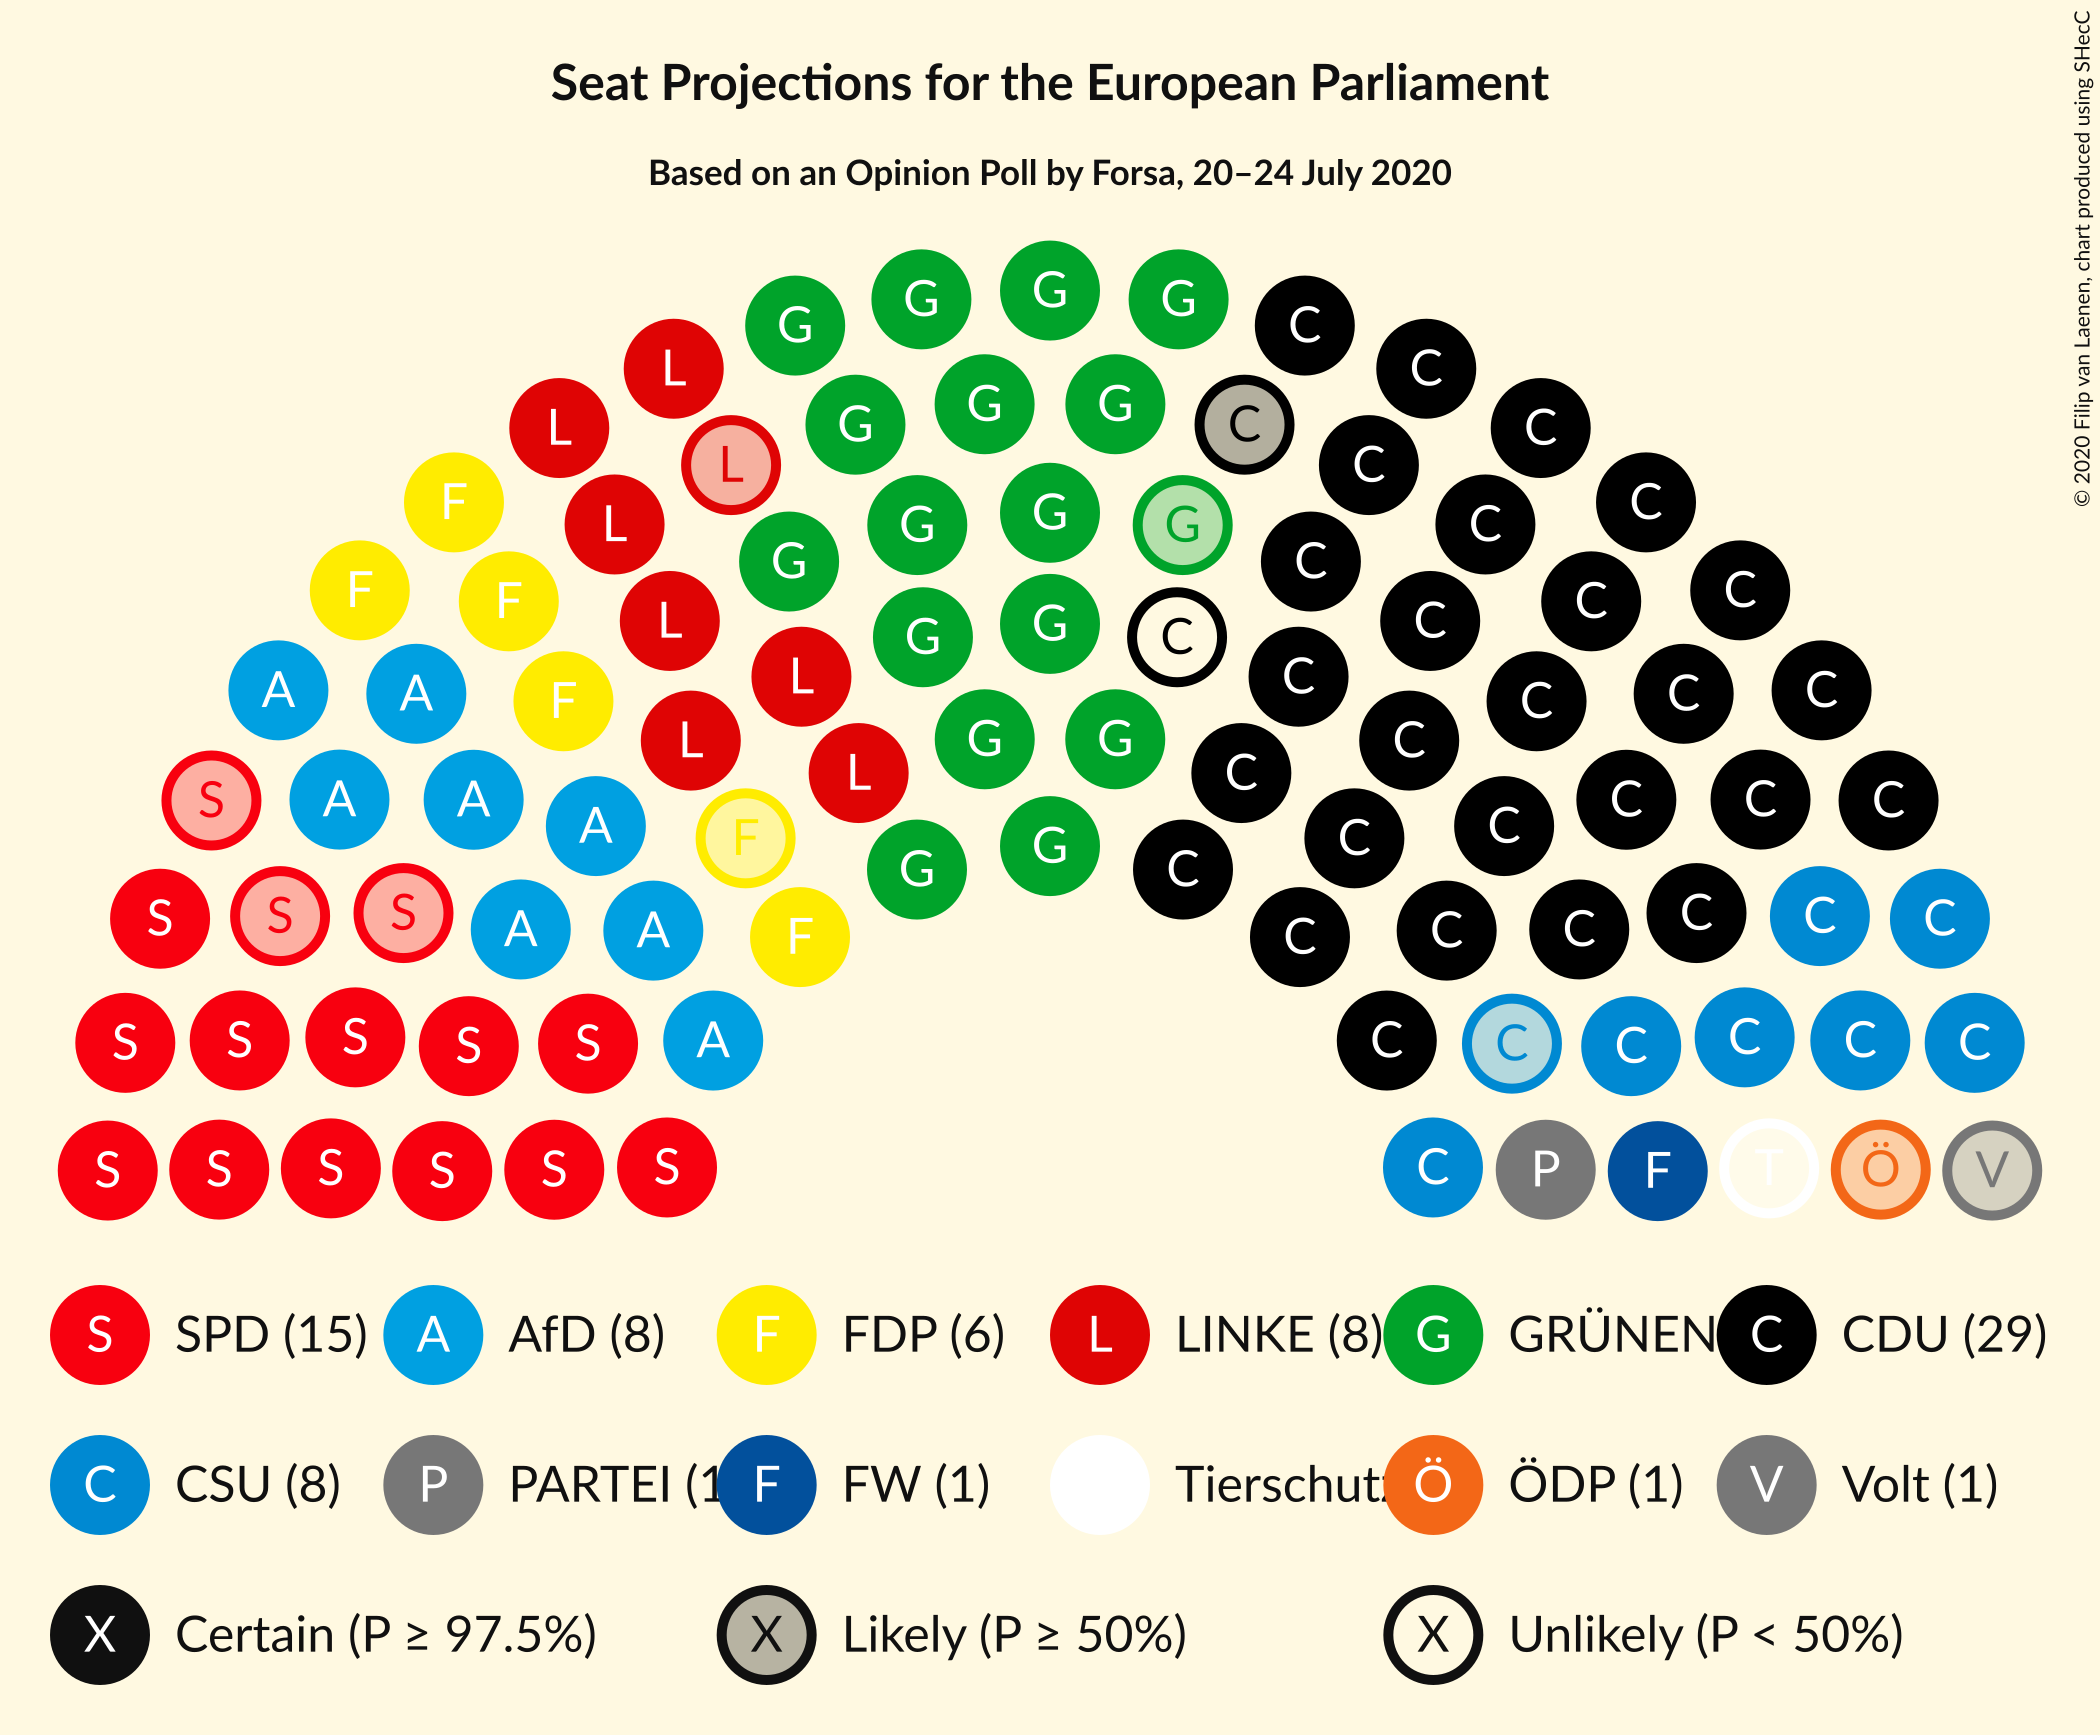 Seat Projections for the European Parliament
Based on an Opinion Poll by Forsa, 20–24 July 2020
© 2020 Filip van Laenen, chart produced using SHecC
G G G G C C
L G G G C C
L L G G G G C C C C
F L G G C C C C C
F F L L G G C C C C
A A F L L G G C C C C C
S A A A F L G G C C C C C C
S S S A A F C C C C C C
S S S S S A C C C C C C
S S S S S S C P F T Ö V
S SPD (15) A AfD (8) F FDP (6) L LINKE (8) G GRÜNEN C CDU (29)
C CSU (8) P PARTEI (1 F FW (1) Tierschutz Ö ÖDP (1) V Volt (1)
X Certain (P ≥ 97.5%) X Likely (P ≥ 50%) X Unlikely (P < 50%)